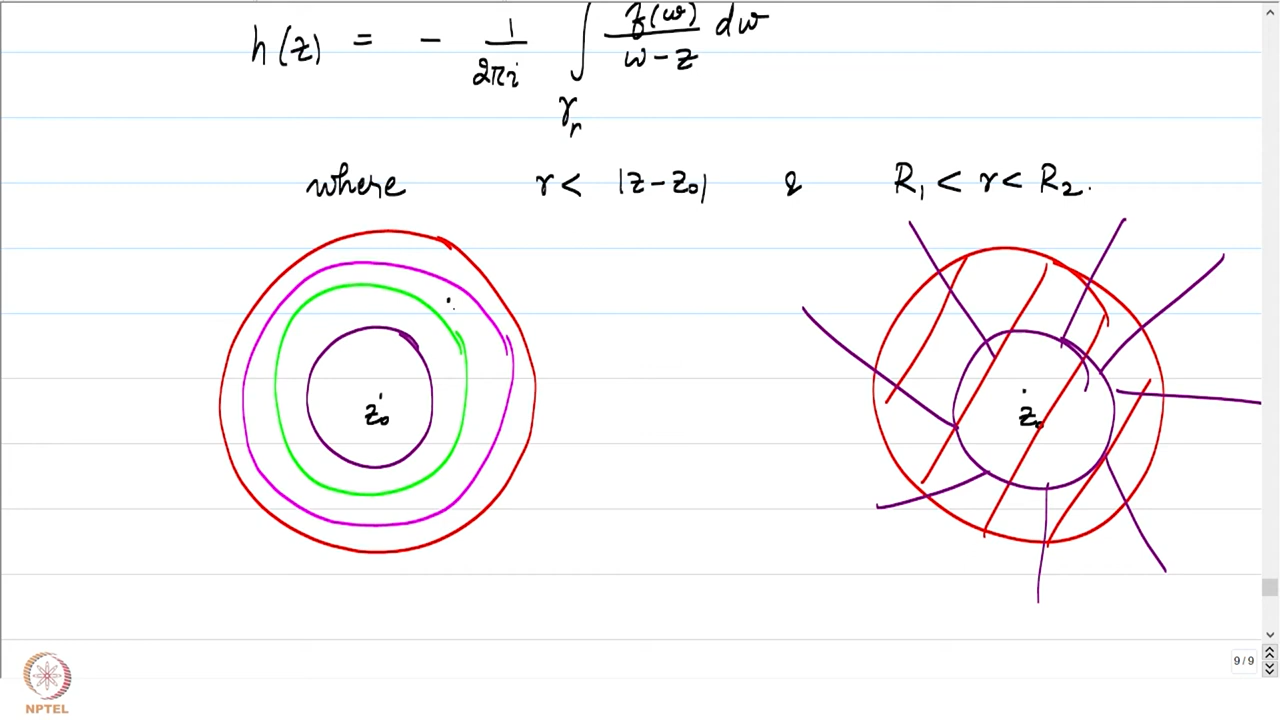 h(z) = - 1/2πi ∫_{γ_r} f(w)/(w-z) dw
where r < |z-z₀| & R₁ < r < R₂.
z₀ z₀
9 / 9
NPTEL